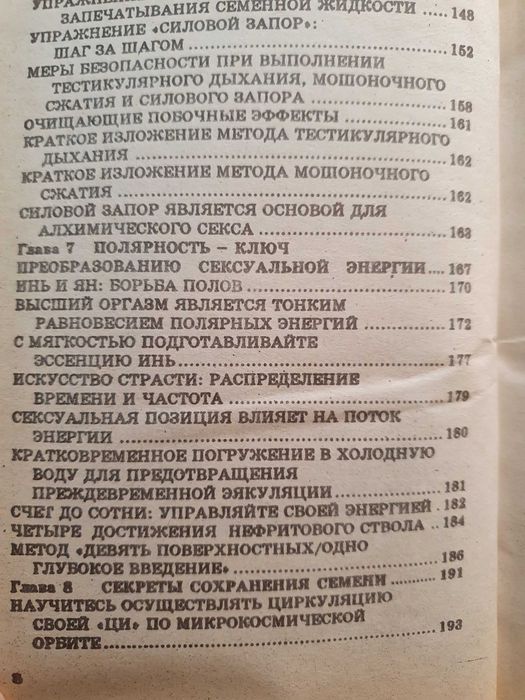 ЗАПЕЧАТЫВАНИЯ СЕМЕННОЙ ЖИДКОСТИ ..... 148
УПРАЖНЕНИЕ «СИЛОВОЙ ЗАПОР»:
ШАГ ЗА ШАГОМ ..... 152
МЕРЫ БЕЗОПАСНОСТИ ПРИ ВЫПОЛНЕНИИ
ТЕСТИКУЛЯРНОГО ДЫХАНИЯ, МОШОНОЧНОГО
СЖАТИЯ И СИЛОВОГО ЗАПОРА ..... 158
ОЧИЩАЮЩИЕ ПОБОЧНЫЕ ЭФФЕКТЫ ..... 161
КРАТКОЕ ИЗЛОЖЕНИЕ МЕТОДА ТЕСТИКУЛЯРНОГО
ДЫХАНИЯ ..... 162
КРАТКОЕ ИЗЛОЖЕНИЕ МЕТОДА МОШОНОЧНОГО
СЖАТИЯ ..... 162
СИЛОВОЙ ЗАПОР ЯВЛЯЕТСЯ ОСНОВОЙ ДЛЯ
АЛХИМИЧЕСКОГО СЕКСА ..... 163
Глава 7 ПОЛЯРНОСТЬ – КЛЮЧ
ПРЕОБРАЗОВАНИЮ СЕКСУАЛЬНОЙ ЭНЕРГИИ .... 167
ИНЬ И ЯН: БОРЬБА ПОЛОВ ..... 170
ВЫСШИЙ ОРГАЗМ ЯВЛЯЕТСЯ ТОНКИМ
РАВНОВЕСИЕМ ПОЛЯРНЫХ ЭНЕРГИЙ ..... 172
С МЯГКОСТЬЮ ПОДГОТАВЛИВАЙТЕ
ЭССЕНЦИЮ ИНЬ ..... 177
ИСКУССТВО СТРАСТИ: РАСПРЕДЕЛЕНИЕ
ВРЕМЕНИ И ЧАСТОТА ..... 179
СЕКСУАЛЬНАЯ ПОЗИЦИЯ ВЛИЯЕТ НА ПОТОК
ЭНЕРГИИ ..... 180
КРАТКОВРЕМЕННОЕ ПОГРУЖЕНИЕ В ХОЛОДНУЮ
ВОДУ ДЛЯ ПРЕДОТВРАЩЕНИЯ
ПРЕЖДЕВРЕМЕННОЙ ЭЯКУЛЯЦИИ ..... 181
СЧЕТ ДО СОТНИ: УПРАВЛЯЙТЕ СВОЕЙ ЭНЕРГИЕЙ . 182
ЧЕТЫРЕ ДОСТИЖЕНИЯ НЕФРИТОВОГО СТВОЛА .. 184
МЕТОД «ДЕВЯТЬ ПОВЕРХНОСТНЫХ/ОДНО
ГЛУБОКОЕ ВВЕДЕНИЕ» ..... 186
Глава 8 СЕКРЕТЫ СОХРАНЕНИЯ СЕМЕНИ ..... 191
НАУЧИТЕСЬ ОСУЩЕСТВЛЯТЬ ЦИРКУЛЯЦИЮ
СВОЕЙ «ЦИ» ПО МИКРОКОСМИЧЕСКОЙ
ОРБИТЕ ..... 193
8